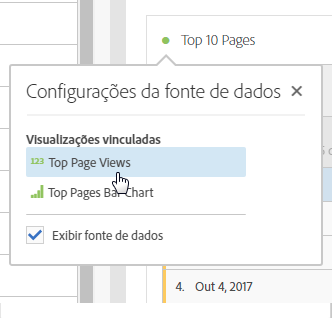 Top 10 Pages
Configurações da fonte de dados
Visualizações vinculadas
123 Top Page Views
Top Pages Bar Chart
Exibir fonte de dados
4. Out 4, 2017